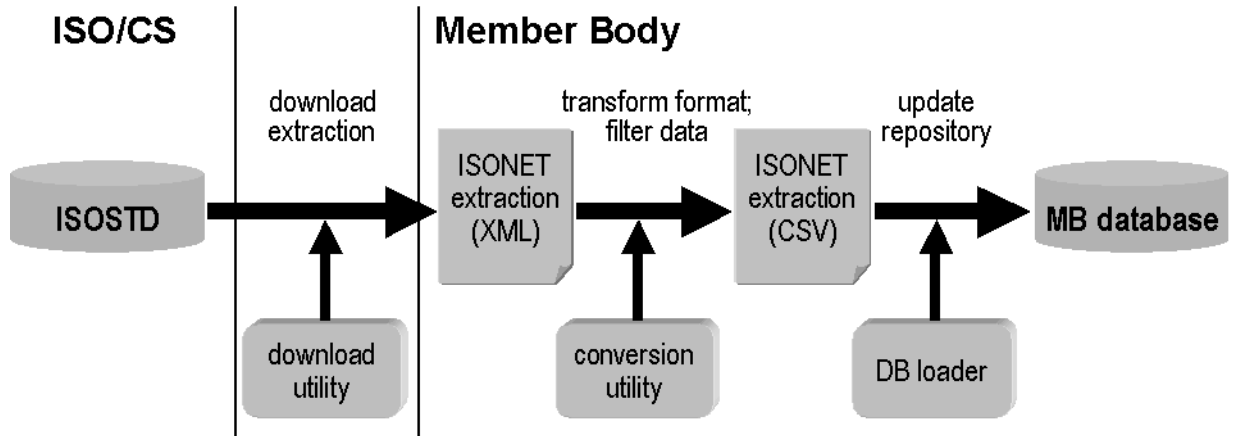 ISO/CS
Member Body
download
extraction
transform format;
filter data
update
repository
ISOSTD
ISONET
extraction
(XML)
ISONET
extraction
(CSV)
MB database
download
utility
conversion
utility
DB loader